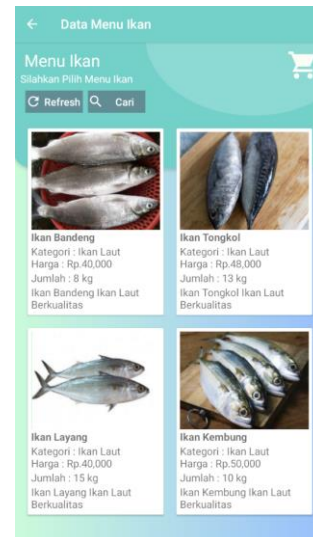 Data Menu Ikan
Menu Ikan
Silahkan Pilih Menu Ikan
Refresh
Cari
Ikan Bandeng
Kategori : Ikan Laut
Harga : Rp.40,000
Jumlah : 8 kg
Ikan Bandeng Ikan Laut
Berkualitas
Ikan Tongkol
Kategori : Ikan Laut
Harga : Rp.48,000
Jumlah : 13 kg
Ikan Tongkol Ikan Laut
Berkualitas
Ikan Layang
Kategori : Ikan Laut
Harga : Rp.40,000
Jumlah : 15 kg
Ikan Layang Ikan Laut
Berkualitas
Ikan Kembung
Kategori : Ikan Laut
Harga : Rp.50,000
Jumlah : 10 kg
Ikan Kembung Ikan Laut
Berkualitas